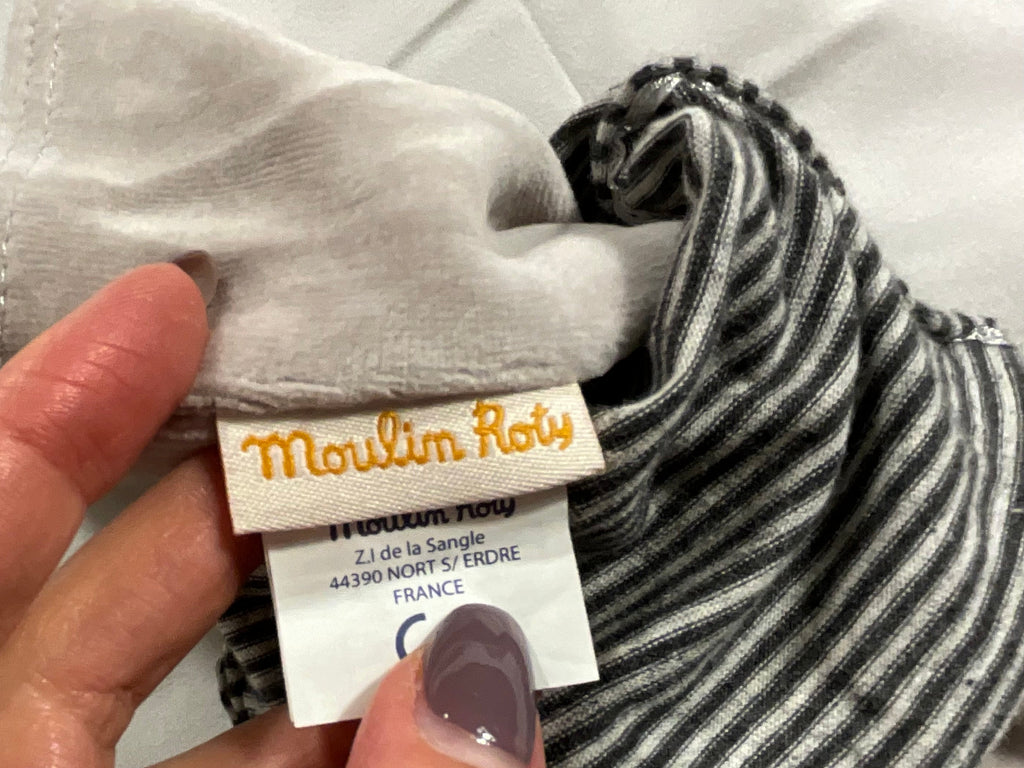 Moulin Roty
Moulin Roty
Z.I de la Sangle
44390 NORT S/ ERDRE
FRANCE